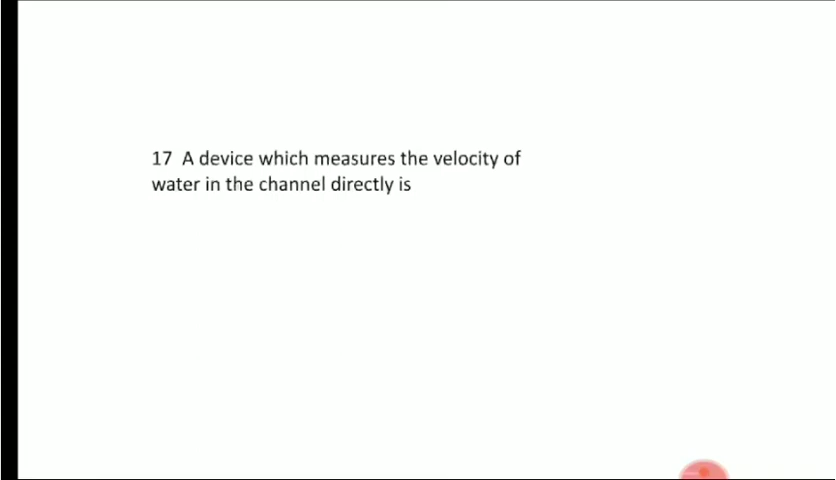 17 A device which measures the velocity of
water in the channel directly is